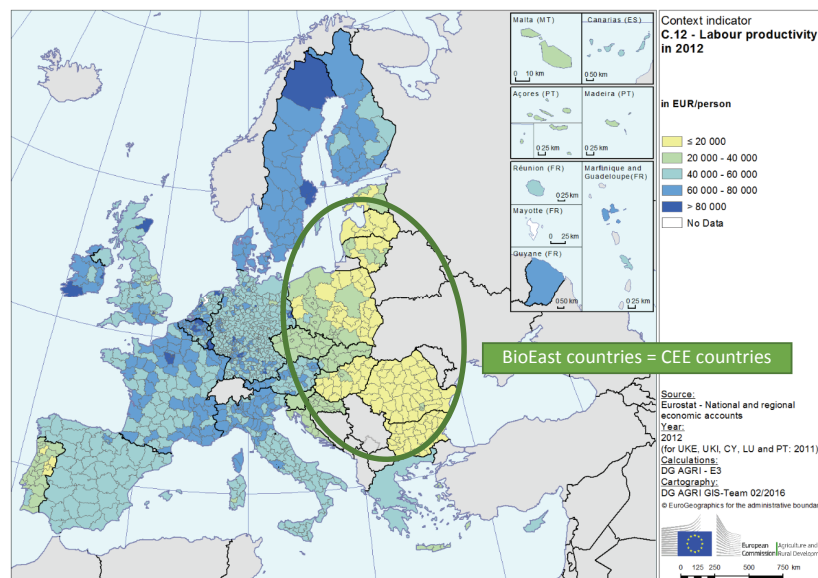 Context indicator
C.12 - Labour productivity
in 2012
in EUR/person
≤ 20 000
20 000 - 40 000
40 000 - 60 000
60 000 - 80 000
> 80 000
No Data
Malta (MT)
0 10 km
Canarias (ES)
0 50 km
Açores (PT)
0 25 km
0 25 km
Madeira (PT)
0 25 km
Réunion (FR)
0 25 km
Mayotte (FR)
0 25 km
Guyane (FR)
0 50 km
Martinique and
Guadeloupe(FR)
0 25 km
BioEast countries = CEE countries
Source:
Eurostat - National and regional
economic accounts
Year:
2012
(for UKE, UKI, CY, LU and PT: 2011)
Calculations:
DG AGRI - E3
Cartography:
DG AGRI GIS-Team 02/2016
© EuroGeographics for the administrative boundar
European
Commission
Agriculture and
Rural Developm
0 125 250 500 750 km